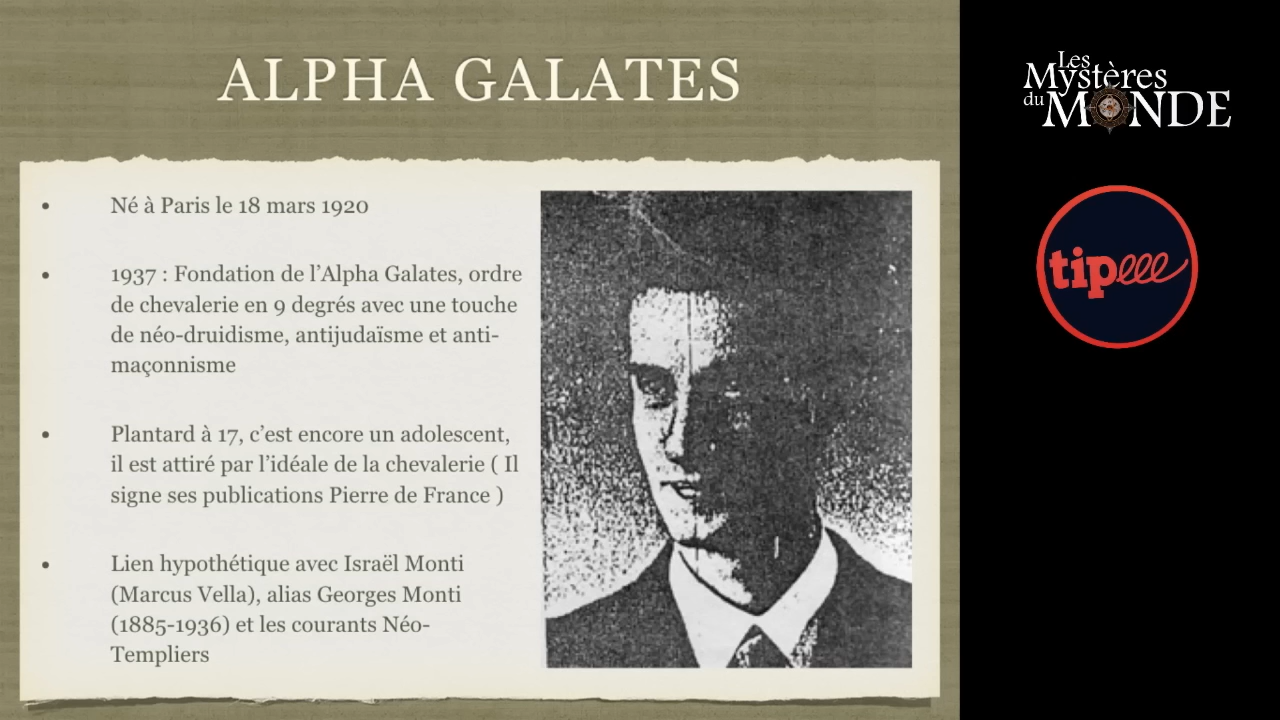 ALPHA GALATES
• Né à Paris le 18 mars 1920
• 1937 : Fondation de l’Alpha Galates, ordre
de chevalerie en 9 degrés avec une touche
de néo-druidisme, antijudaïsme et anti-
maçonnisme
• Plantard à 17, c’est encore un adolescent,
il est attiré par l’idéale de la chevalerie ( Il
signe ses publications Pierre de France )
• Lien hypothétique avec Israël Monti
(Marcus Vella), alias Georges Monti
(1885-1936) et les courants Néo-
Templiers
Les
Mystères
du MONDE
tipeee